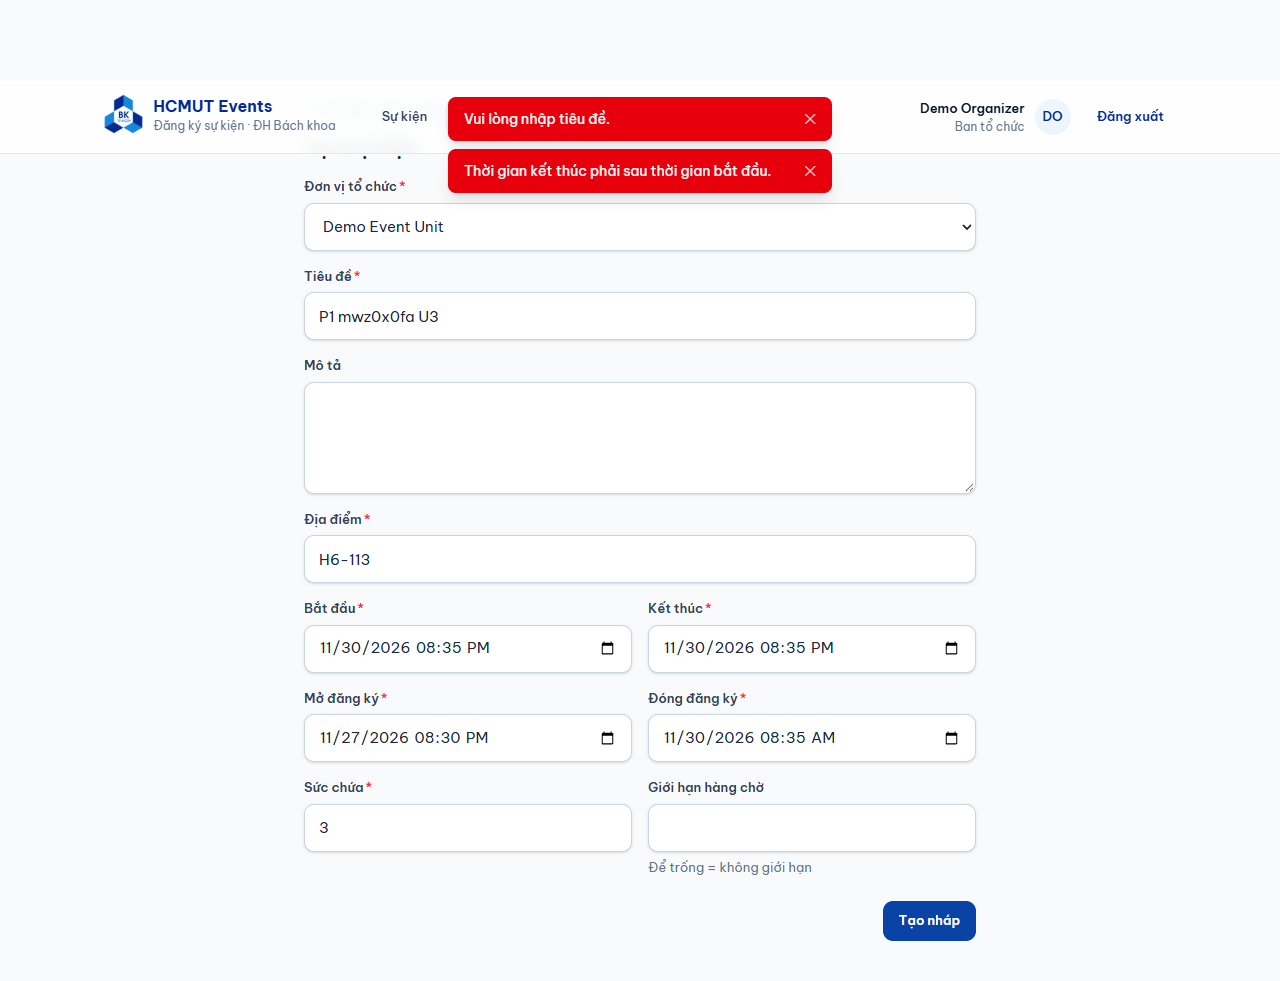 BK
HCMUT Events
Đăng ký sự kiện · ĐH Bách khoa
Sự kiện
Vui lòng nhập tiêu đề.
Thời gian kết thúc phải sau thời gian bắt đầu.
Demo Organizer
Ban tổ chức
DO
Đăng xuất
Đơn vị tổ chức *
Demo Event Unit
Tiêu đề *
P1 mwz0x0fa U3
Mô tả
Địa điểm *
H6-113
Bắt đầu *
Kết thúc *
11/30/2026 08:35 PM
11/30/2026 08:35 PM
Mở đăng ký *
Đóng đăng ký *
11/27/2026 08:30 PM
11/30/2026 08:35 AM
Sức chứa *
Giới hạn hàng chờ
3
Để trống = không giới hạn
Tạo nháp